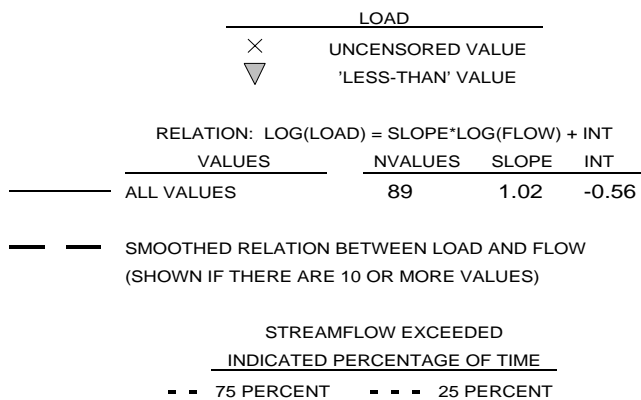 LOAD
UNCENSORED VALUE
'LESS-THAN' VALUE
RELATION: LOG(LOAD) = SLOPE*LOG(FLOW) + INT
VALUES NVALUES SLOPE INT
ALL VALUES 89 1.02 -0.56
SMOOTHED RELATION BETWEEN LOAD AND FLOW
(SHOWN IF THERE ARE 10 OR MORE VALUES)
STREAMFLOW EXCEEDED
INDICATED PERCENTAGE OF TIME
75 PERCENT 25 PERCENT